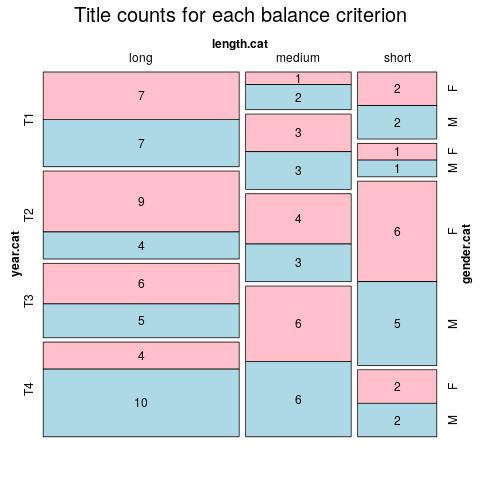 Title counts for each balance criterion
length.cat
long medium short
year.cat
gender.cat
T1
T2
T3
T4
7
7
9
4
6
5
4
10
1
2
3
3
4
3
6
6
2
2
1
1
6
5
2
2
F
M
F
M
F
M
F
M